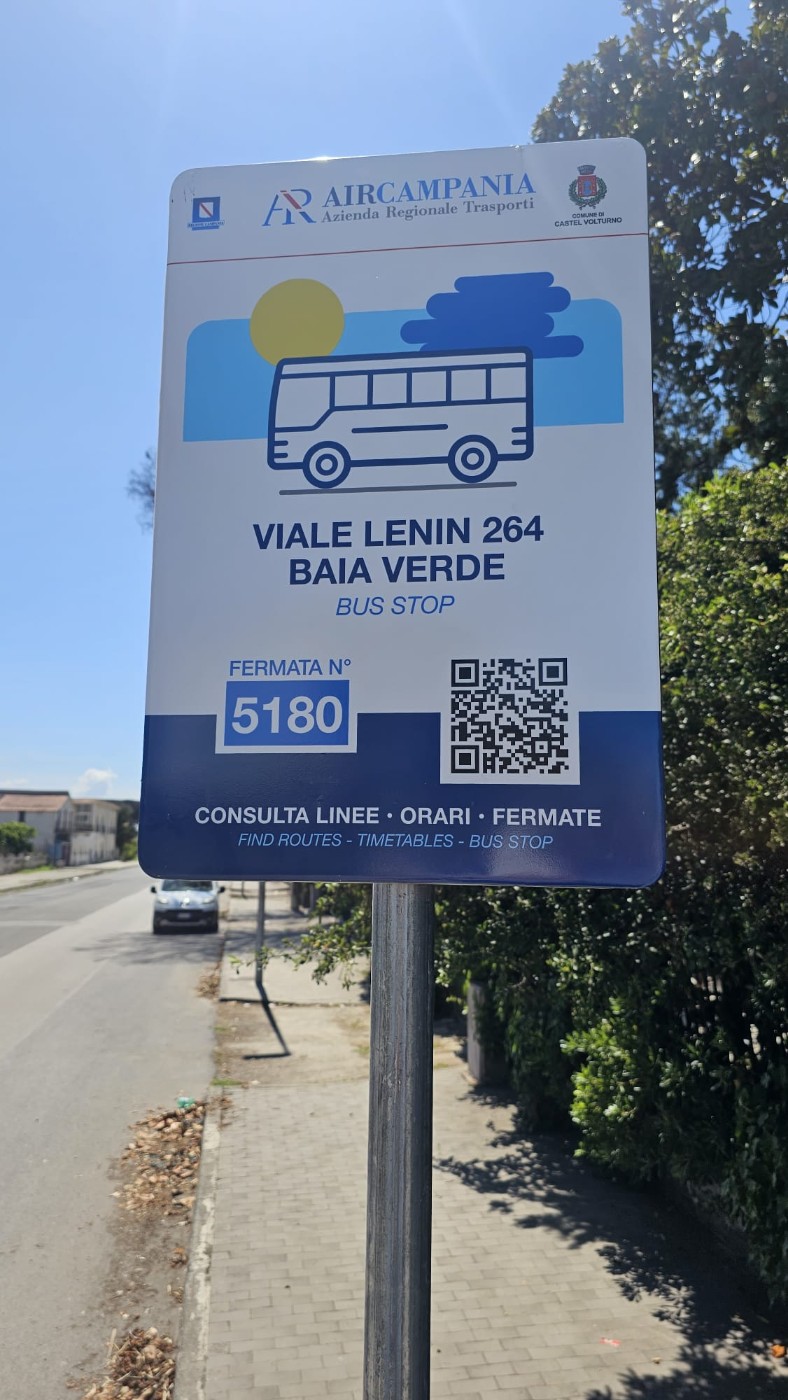 AIRCAMPANIA
Azienda Regionale Trasporti
COMUNE DI
CASTEL VOLTURNO
VIALE LENIN 264
BAIA VERDE
BUS STOP
FERMATA N°
5180
CONSULTA LINEE • ORARI • FERMATE
FIND ROUTES - TIMETABLES - BUS STOP